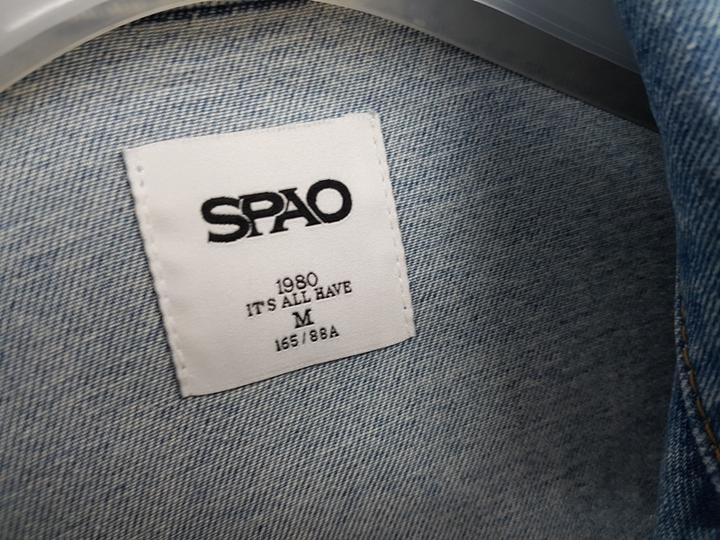 SPAO
1980
IT'S ALL HAVE
M
165/88A